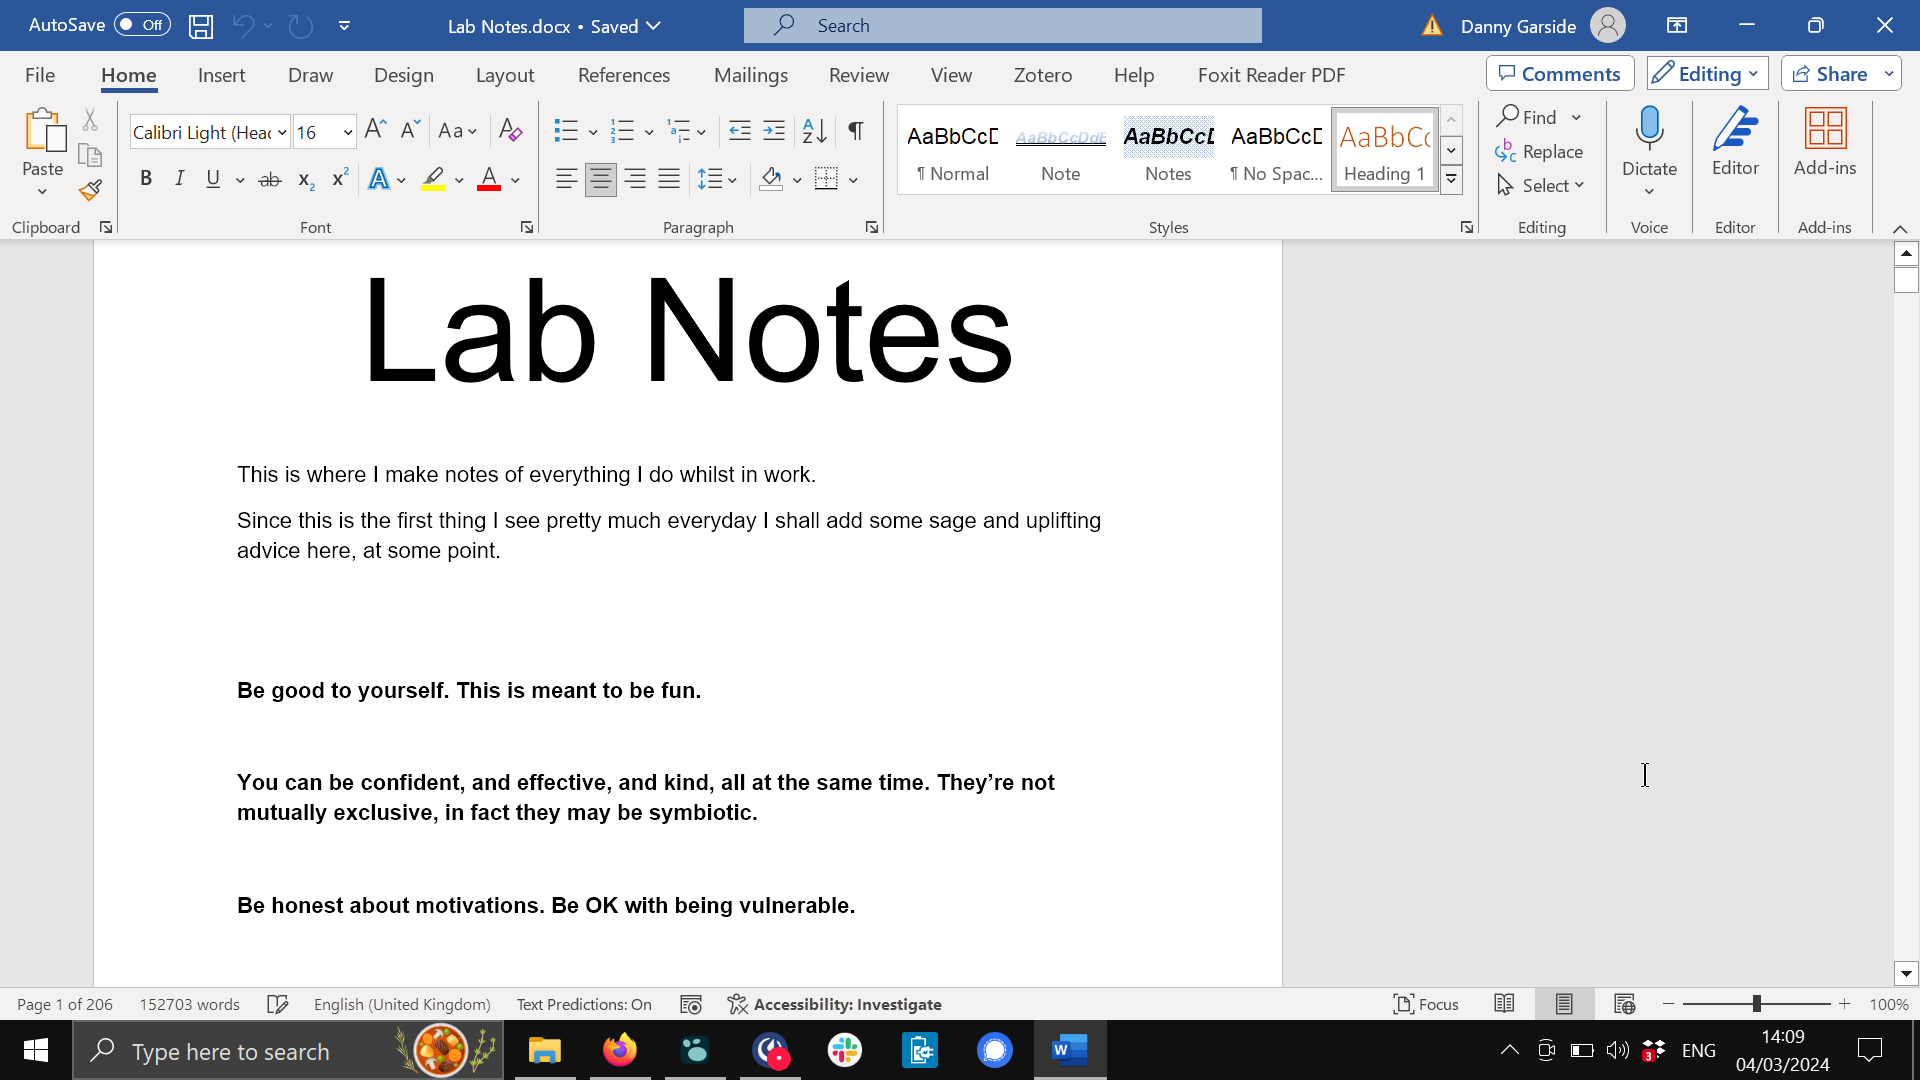 AutoSave Off Lab Notes.docx • Saved Search Danny Garside
File Home Insert Draw Design Layout References Mailings Review View Zotero Help Foxit Reader PDF Comments Editing Share
Calibri Light (Head 16 Aa AaBbCcD AaBbCcDdE AaBbCcD AaBbCcD AaBbCc Find
Paste ¶ Normal Note Notes ¶ No Spac... Heading 1 Replace Dictate Editor Add-ins
B I U ab x₂ x² A A Select
Clipboard Font Paragraph Styles Editing Voice Editor Add-ins
Lab Notes
This is where I make notes of everything I do whilst in work.
Since this is the first thing I see pretty much everyday I shall add some sage and uplifting
advice here, at some point.
Be good to yourself. This is meant to be fun.
You can be confident, and effective, and kind, all at the same time. They’re not
mutually exclusive, in fact they may be symbiotic.
Be honest about motivations. Be OK with being vulnerable.
Page 1 of 206 152703 words English (United Kingdom) Text Predictions: On Accessibility: Investigate Focus 100%
Type here to search W 3 ENG 14:09
04/03/2024